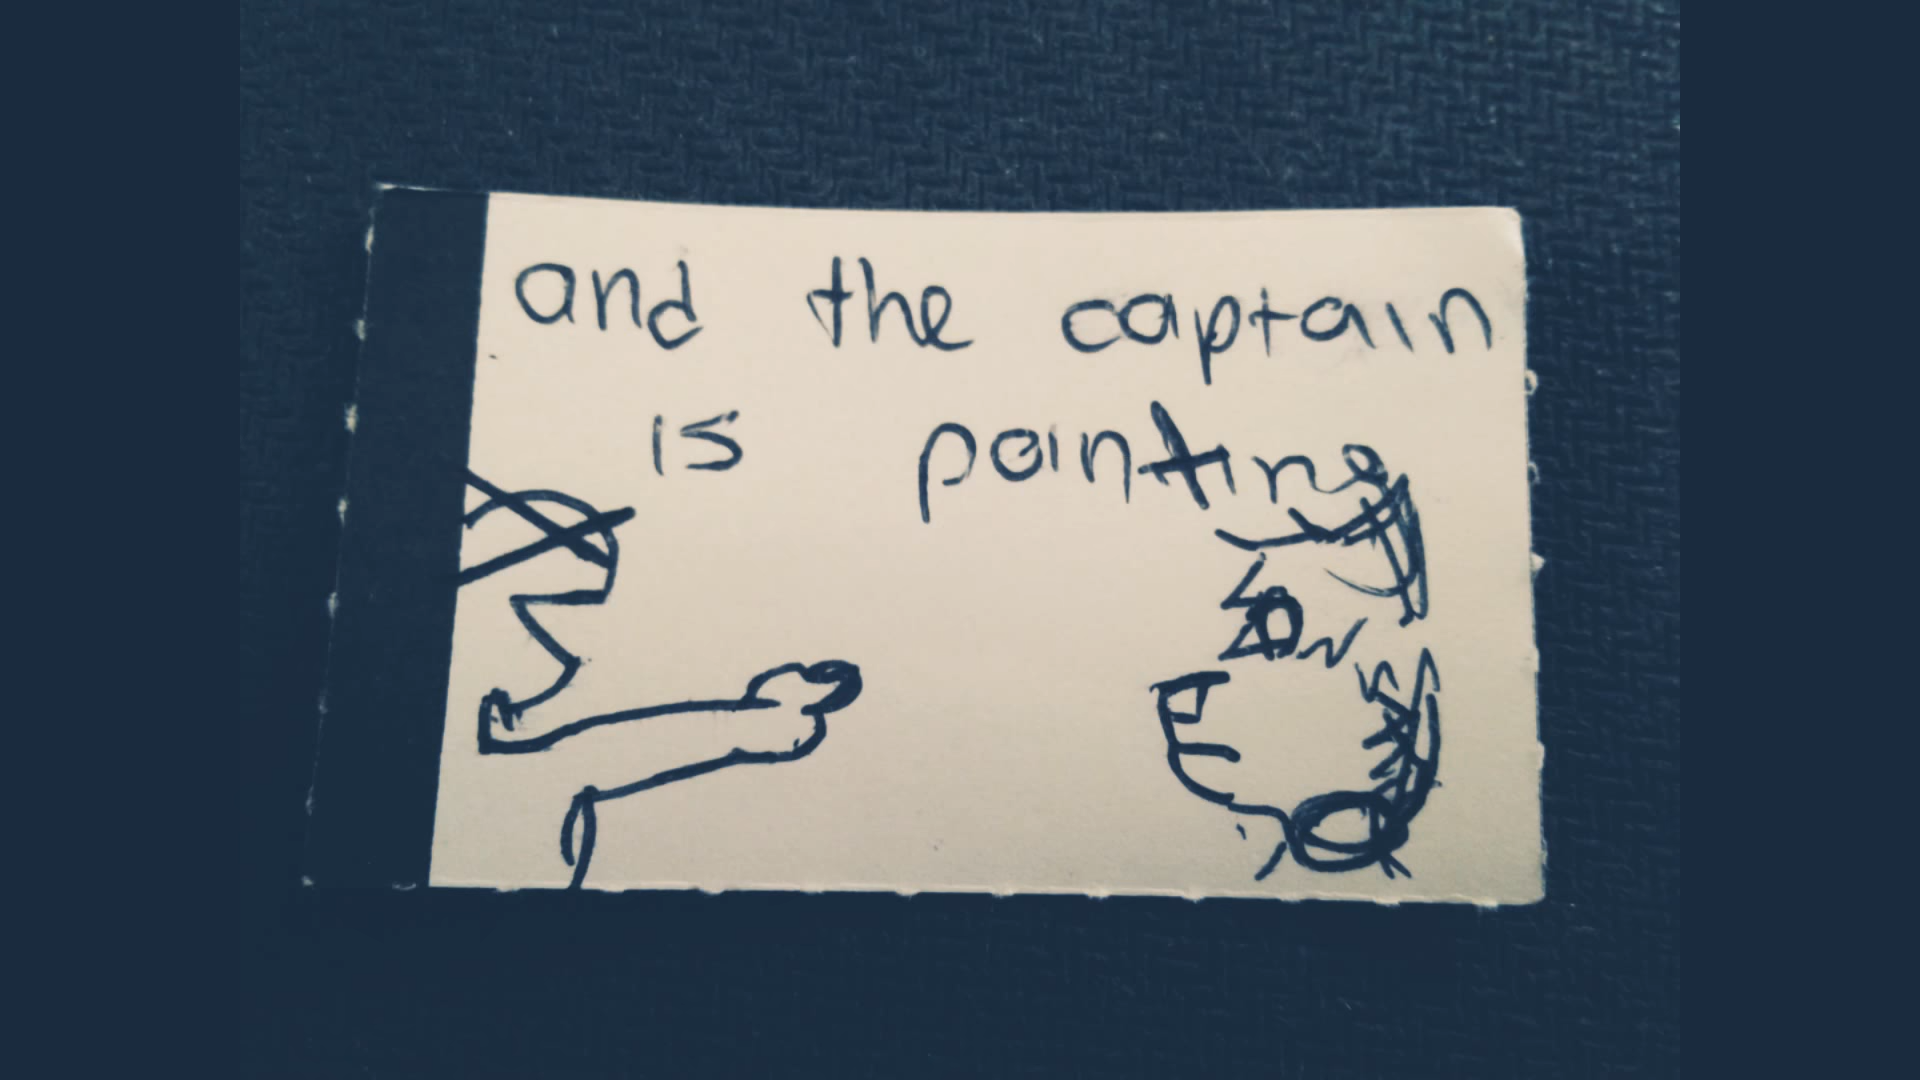 and the captain
is pointing